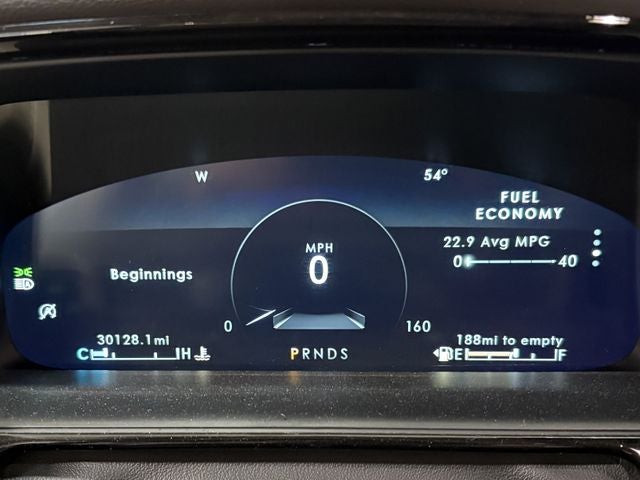 W
54°
FUEL
ECONOMY
22.9 Avg MPG
0 40
MPH
0
Beginnings
0 160
30128.1mi
C H
PRNDS
188mi to empty
E F